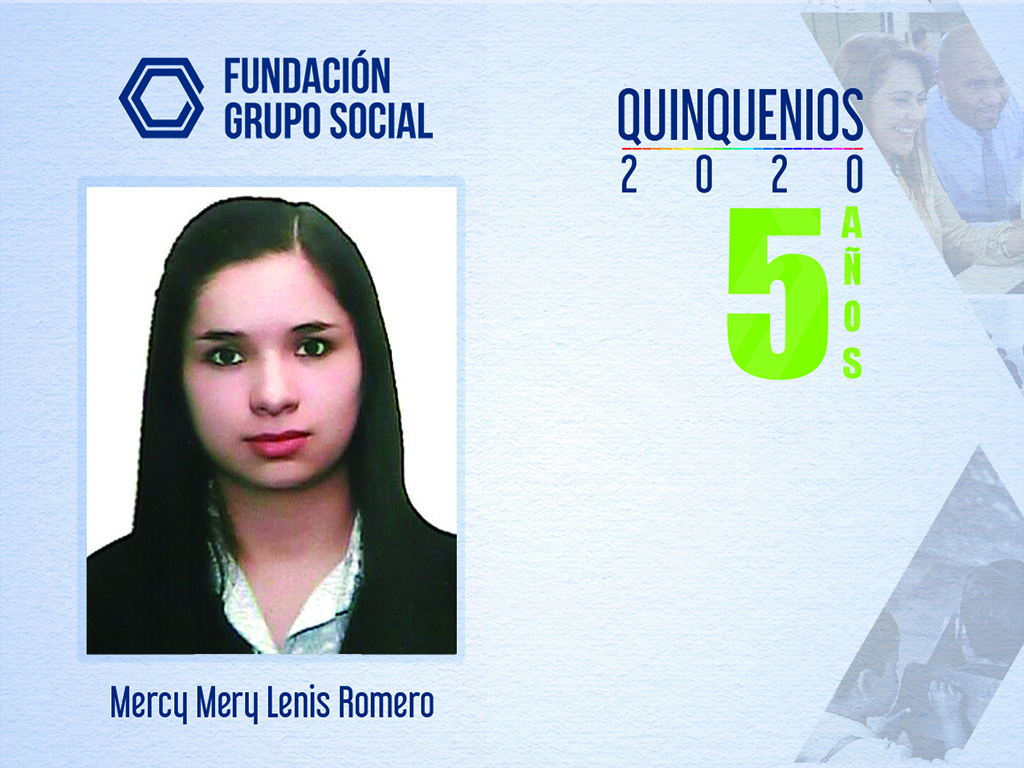 FUNDACIÓN
GRUPO SOCIAL
QUINQUENIOS
2020
5 AÑOS
Mercy Mery Lenis Romero